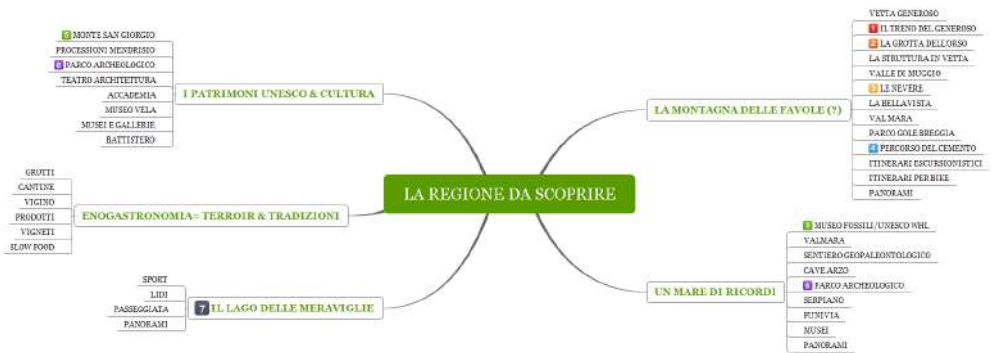 LA REGIONE DA SCOPRIRE
I PATRIMONI UNESCO & CULTURA
5 MONTE SAN GIORGIO
PROCESSIONI MENDRISIO
6 PARCO ARCHEOLOGICO
TEATRO ARCHITETTURA
ACCADEMIA
MUSEO VELA
MUSEI E GALLERIE
BATTISTERO
ENOGASTRONOMIA= TERROIR & TRADIZIONI
GROTTI
CANTINE
VIGINO
PRODOTTI
VIGNETI
SLOW FOOD
7 IL LAGO DELLE MERAVIGLIE
SPORT
LIDI
PASSEGGIATA
PANORAMI
LA MONTAGNA DELLE FAVOLE (?)
VETTA GENEROSO
1 IL TRENO DEL GENEROSO
2 LA GROTTA DELL'ORSO
LA STRUTTURA IN VETTA
VALLE DI MUGGIO
3 LE NEVÈRE
LA BELLAVISTA
VAL MARA
PARCO GOLE BREGGIA
4 PERCORSO DEL CEMENTO
ITINERARI ESCURSIONISTICI
ITINERARI PER BIKE
PANORAMI
UN MARE DI RICORDI
5 MUSEO FOSSILI/UNESCO WHL
VALMARA
SENTIERO GEOPALEONTOLOGICO
CAVE ARZO
6 PARCO ARCHEOLOGICO
SERPIANO
FUNIVIA
MUSEI
PANORAMI